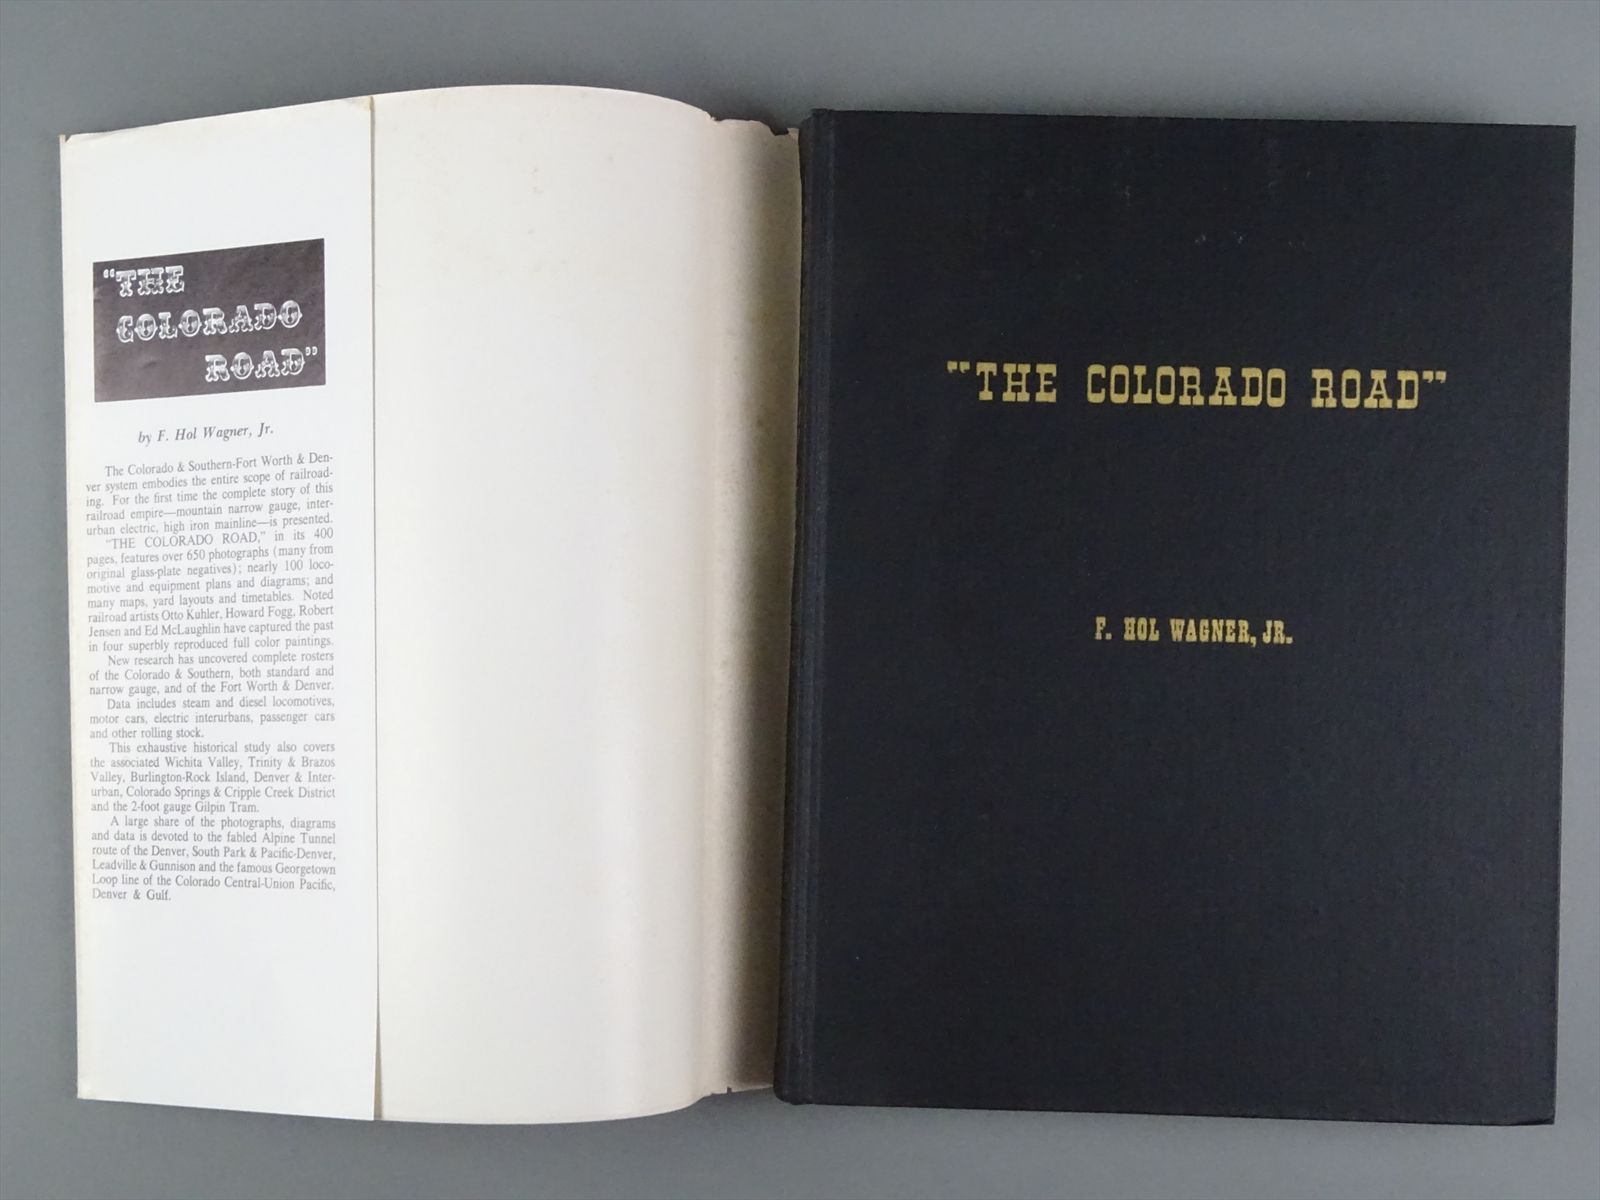 "THE
COLORADO
ROAD"
by F. Hol Wagner, Jr.
The Colorado & Southern-Fort Worth & Den-
ver system embodies the entire scope of railroad-
ing. For the first time the complete story of this
railroad empire—mountain narrow gauge, inter-
urban electric, high iron mainline—is presented.
"THE COLORADO ROAD," in its 400
pages, features over 650 photographs (many from
original glass-plate negatives); nearly 100 loco-
motive and equipment plans and diagrams; and
many maps, yard layouts and timetables. Noted
railroad artists Otto Kuhler, Howard Fogg, Robert
Jensen and Ed McLaughlin have captured the past
in four superbly reproduced full color paintings.
New research has uncovered complete rosters
of the Colorado & Southern, both standard and
narrow gauge, and of the Fort Worth & Denver.
Data includes steam and diesel locomotives,
motor cars, electric interurbans, passenger cars
and other rolling stock.
This exhaustive historical study also covers
the associated Wichita Valley, Trinity & Brazos
Valley, Burlington-Rock Island, Denver & Inter-
urban, Colorado Springs & Cripple Creek District
and the 2-foot gauge Gilpin Tram.
A large share of the photographs, diagrams
and data is devoted to the fabled Alpine Tunnel
route of the Denver, South Park & Pacific-Denver,
Leadville & Gunnison and the famous Georgetown
Loop line of the Colorado Central-Union Pacific,
Denver & Gulf.
"THE COLORADO ROAD"
F. HOL WAGNER, JR.